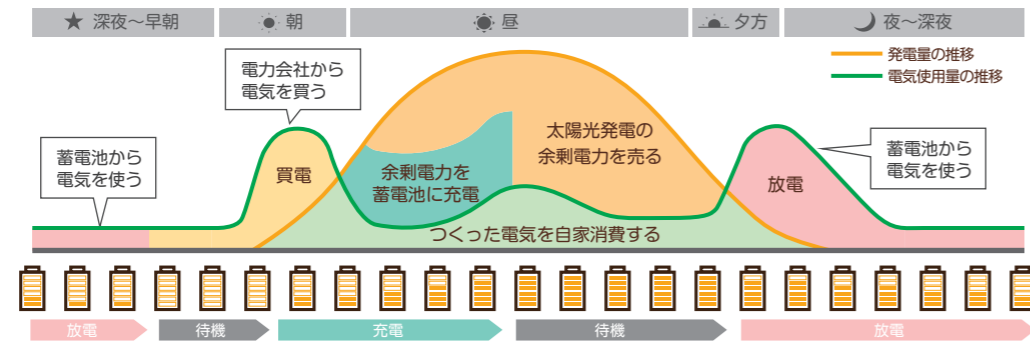 深夜～早朝
朝
昼
夕方
夜～深夜
発電量の推移
電気使用量の推移
電力会社から
電気を買う
蓄電池から
電気を使う
買電
余剰電力を
蓄電池に充電
太陽光発電の
余剰電力を売る
放電
蓄電池から
電気を使う
つくった電気を自家消費する
放電
待機
充電
待機
放電